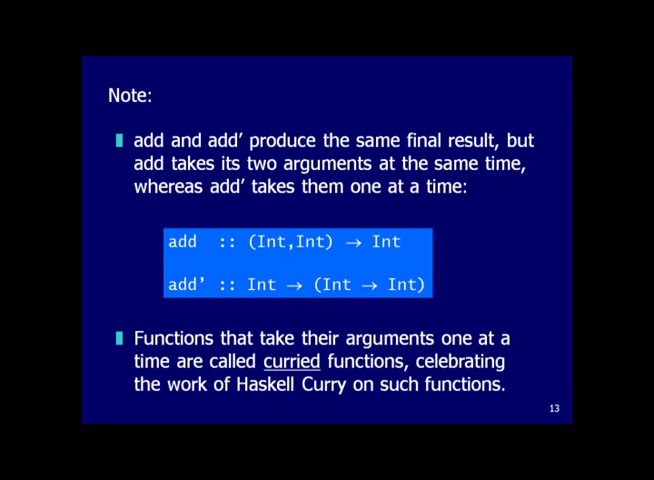 Note:
add and add’ produce the same final result, but
add takes its two arguments at the same time,
whereas add’ takes them one at a time:
add  :: (Int,Int) → Int
add' :: Int → (Int → Int)
Functions that take their arguments one at a
time are called curried functions, celebrating
the work of Haskell Curry on such functions.
13